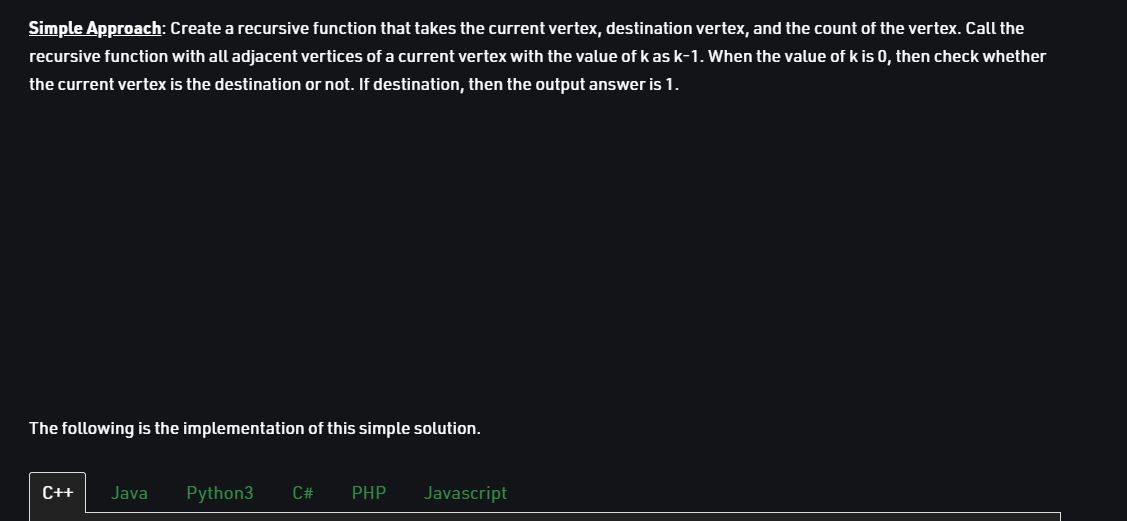 Simple Approach: Create a recursive function that takes the current vertex, destination vertex, and the count of the vertex. Call the
recursive function with all adjacent vertices of a current vertex with the value of k as k-1. When the value of k is 0, then check whether
the current vertex is the destination or not. If destination, then the output answer is 1.
The following is the implementation of this simple solution.
C++ Java Python3 C# PHP Javascript